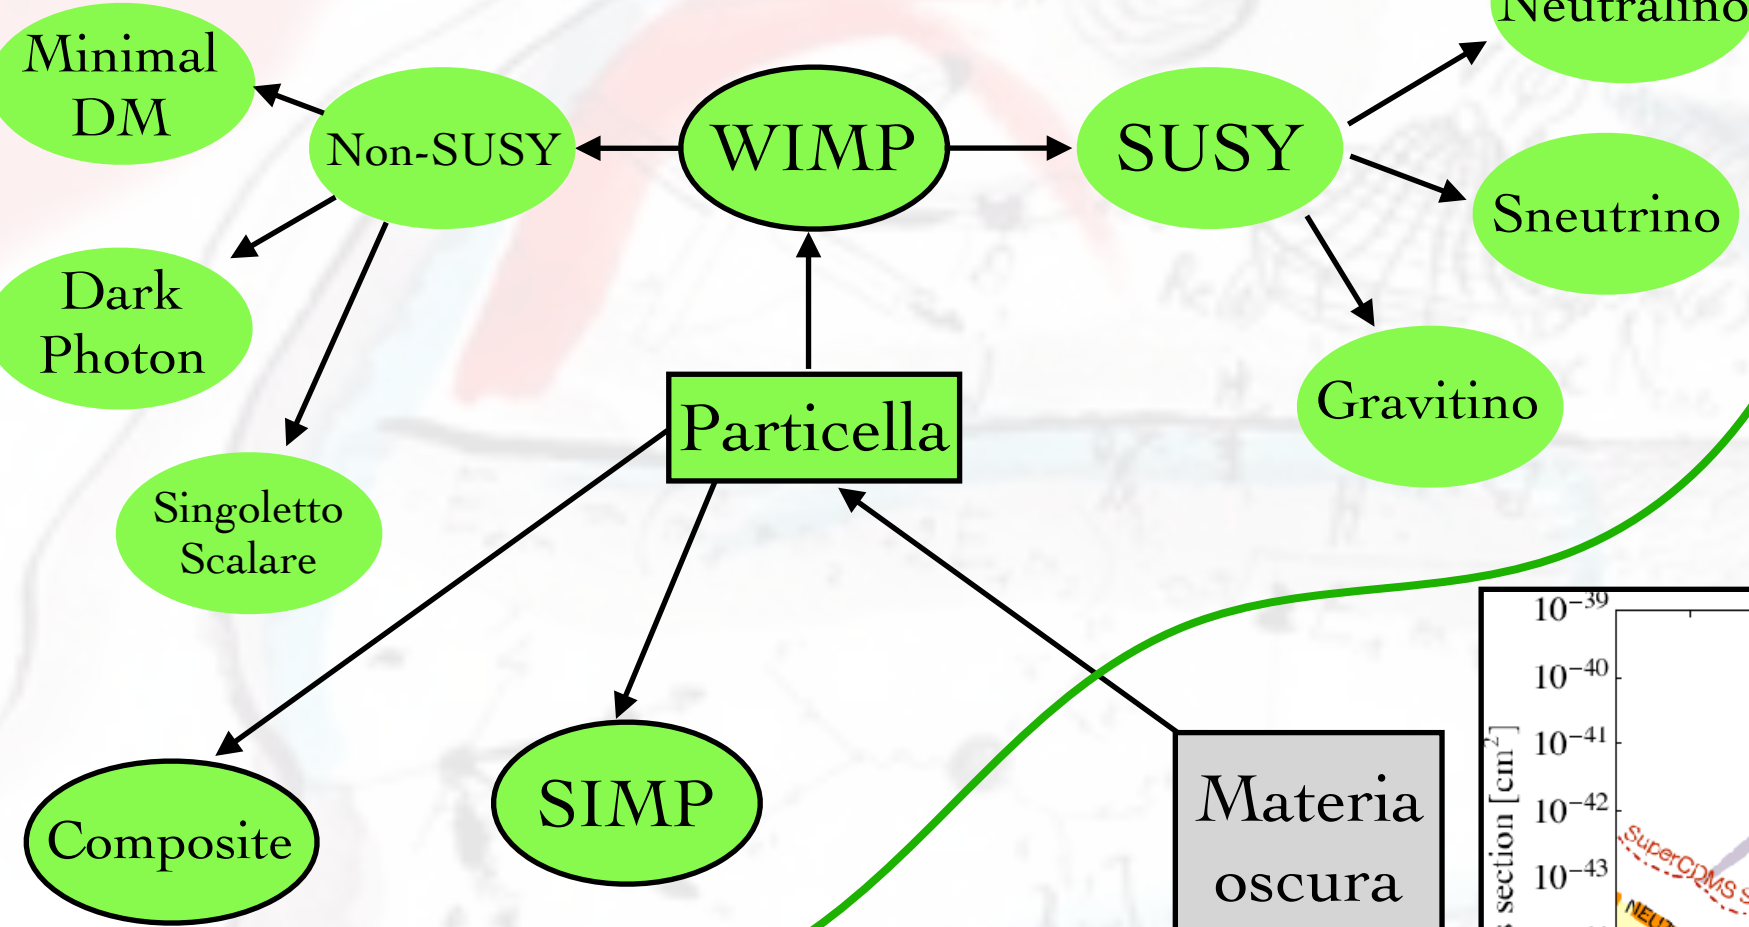 Neutralino
Minimal
DM
Non-SUSY
WIMP
SUSY
Sneutrino
Dark
Photon
Gravitino
Particella
Singoletto
Scalare
Composite
SIMP
Materia
oscura
10−39
10−40
10−41
10−42
10−43
section [cm2]
SuperCDMS S